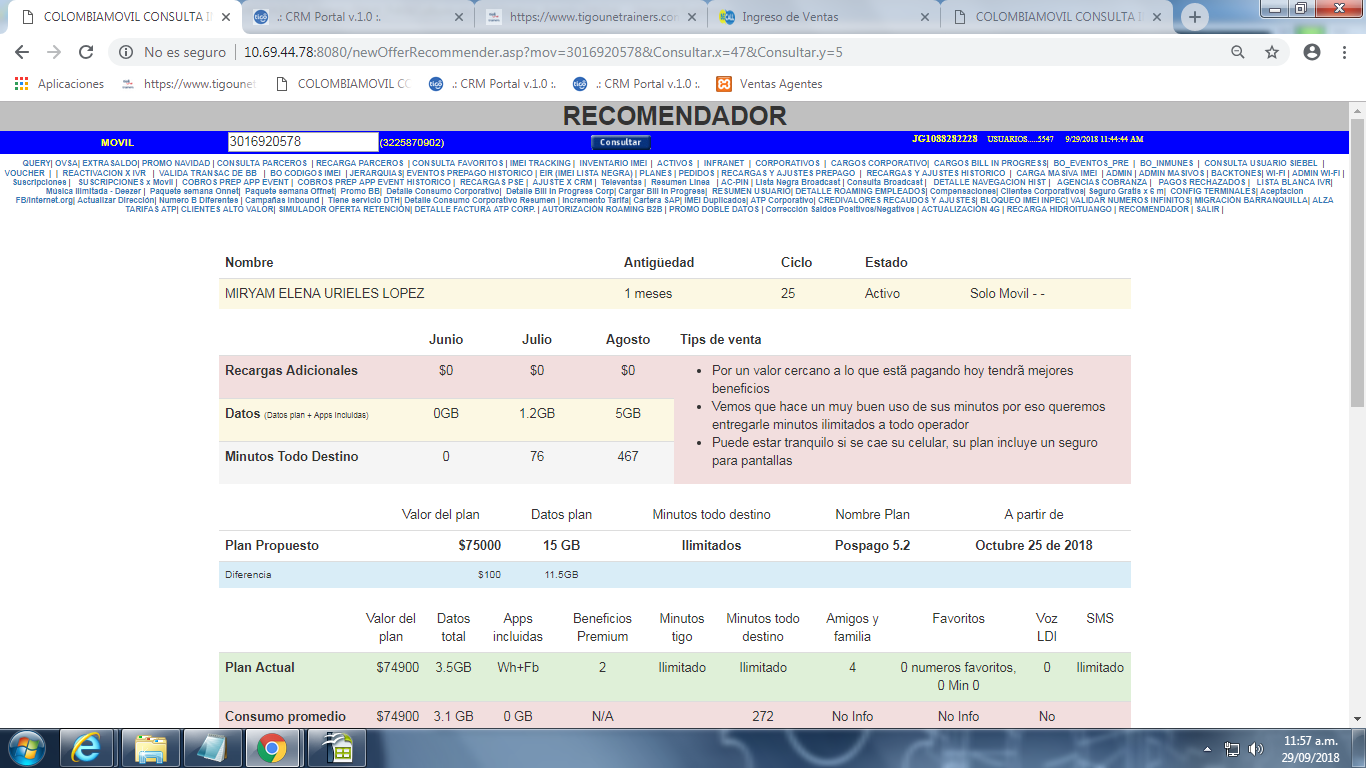 COLOMBIAMOVIL CONSULTA I
.: CRM Portal v.1.0 :.
https://www.tigounetrainers.con
Ingreso de Ventas
COLOMBIAMOVIL CONSULTA I
No es seguro | 10.69.44.78:8080/newOfferRecommender.asp?mov=3016920578&Consultar.x=47&Consultar.y=5
Aplicaciones
https://www.tigounet
COLOMBIAMOVIL CO
.: CRM Portal v.1.0 :.
.: CRM Portal v.1.0 :.
Ventas Agentes
RECOMENDADOR
MOVIL 3016920578 (3225870902) Consultar JG1088282228 USUARIOS.....5547 9/29/2018 11:44:44 AM
QUERY| OVSA| EXTRASALDO| PROMO NAVIDAD | CONSULTA PARCEROS | RECARGA PARCEROS | CONSULTA FAVORITOS | IMEI TRACKING | INVENTARIO IMEI | ACTIVOS | INFRANET | CORPORATIVOS | CARGOS CORPORATIVO| CARGOS BILL IN PROGRESS| BO_EVENTOS_PRE | BO_INMUNES | CONSULTA USUARIO SIEBEL |
VOUCHER | | REACTIVACION X IVR | VALIDA TRANSAC DE BB | BO CODIGOS IMEI | JERARQUIAS| EVENTOS PREPAGO HISTORICO | EIR (IMEI LISTA NEGRA) | PLANES | PEDIDOS | RECARGAS Y AJUSTES PREPAGO | RECARGAS Y AJUSTES HISTORICO | CARGA MASIVA IMEI | ADMIN | ADMIN MASIVOS | BACKTONES| WI-FI | ADMIN WI-FI |
Suscripciones | SUSCRIPCIONES x Movil | COBROS PREP APP EVENT | COBROS PREP APP EVENT HISTORICO | RECARGAS PSE | AJUSTE X CRM | Televentas | Resumen Linea | AC-PIN | Lista Negra Broadcast | Consulta Broadcast | DETALLE NAVEGACION HIST | AGENCIAS COBRANZA | PAGOS RECHAZADOS | LISTA BLANCA IVR|
Musica Ilimitada - Deezer | Paquete semana Onnet| Promo BB| Detalle Consumo Corporativo| Detalle Bill In Progress Corp| Cargar Bill In Progress| RESUMEN USUARIO| DETALLE ROAMING EMPLEADOS| Compensaciones| Clientes Corporativos| Seguro Gratis x 6 m| CONFIG TERMINALES| Aceptacion
FB/Internet.org| Actualizar Dirección| Numero B Diferentes | Campañas Inbound | Tiene servicio DTH| Detalle Consumo Corporativo Resumen | Incremento Tarifa| Cartera SAP| IMEI Duplicados| ATP Corporativo| CREDIVALORES RECAUDOS Y AJUSTES| BLOQUEO IMEI INPEC| VALIDAR NUMEROS INFINITOS| MIGRACIÓN BARRANQUILLA| ALZA
TARIFAS ATP| CLIENTES ALTO VALOR| SIMULADOR OFERTA RETENCIÓN| DETALLE FACTURA ATP CORP. | AUTORIZACIÓN ROAMING B2B | PROMO DOBLE DATOS | Corrección Saldos Positivos/Negativos | ACTUALIZACIÓN 4G | RECARGA HIDROITUANGO | RECOMENDADOR | SALIR |
Nombre Antigüedad Ciclo Estado
MIRYAM ELENA URIELES LOPEZ 1 meses 25 Activo Solo Movil - -
Junio Julio Agosto Tips de venta
Recargas Adicionales $0 $0 $0
Datos (Datos plan + Apps Incluidas) 0GB 1.2GB 5GB
Minutos Todo Destino 0 76 467
• Por un valor cercano a lo que estã pagando hoy tendrã mejores
beneficios
• Vemos que hace un muy buen uso de sus minutos por eso queremos
entregarle minutos ilimitados a todo operador
• Puede estar tranquilo si se cae su celular, su plan incluye un seguro
para pantallas
Valor del plan Datos plan Minutos todo destino Nombre Plan A partir de
Plan Propuesto $75000 15 GB Ilimitados Pospago 5.2 Octubre 25 de 2018
Diferencia $100 11.5GB
Valor del Datos Apps Beneficios Minutos Minutos todo Amigos y Favoritos Voz SMS
plan total incluidas Premium tigo destino familia LDI
Plan Actual $74900 3.5GB Wh+Fb 2 Ilimitado Ilimitado 4 0 numeros favoritos, 0 Ilimitado
0 Min 0
Consumo promedio $74900 3.1 GB 0 GB N/A 272 No Info No Info No
11:57 a.m.
29/09/2018